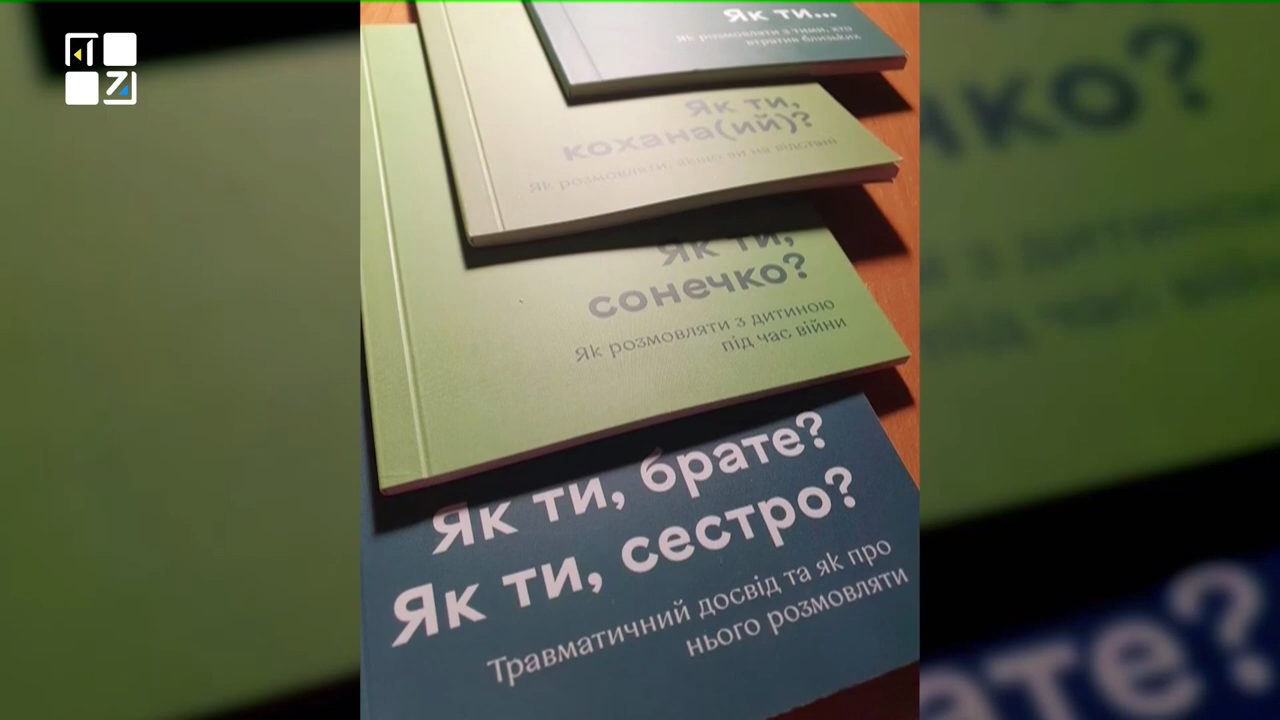 Як ти...
Як розмовляти з тими, хто
втратив близьких
Як ти,
кохана(ий)?
Як розмовляти, якщо ви на відстані
Як ти,
сонечко?
Як розмовляти з дитиною
під час війни
Як ти, брате?
Як ти, сестро?
Травматичний досвід та як про
нього розмовляти